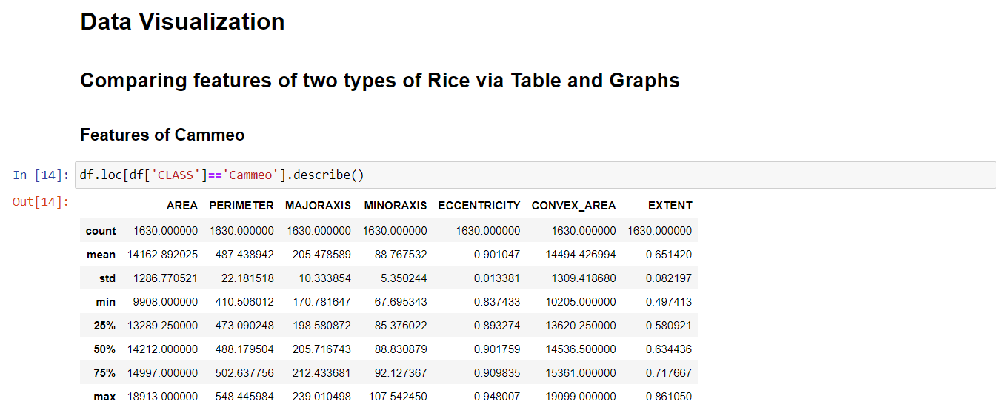 Data Visualization
Comparing features of two types of Rice via Table and Graphs
Features of Cammeo
In [14]: df.loc[df['CLASS']=='Cammeo'].describe()
Out[14]:
AREA PERIMETER MAJORAXIS MINORAXIS ECCENTRICITY CONVEX_AREA EXTENT
count 1630.000000 1630.000000 1630.000000 1630.000000 1630.000000 1630.000000 1630.000000
mean 14162.892025 487.438942 205.478589 88.767532 0.901047 14494.426994 0.651420
std 1286.770521 22.181518 10.333854 5.350244 0.013381 1309.418680 0.082197
min 9908.000000 410.506012 170.781647 67.695343 0.837433 10205.000000 0.497413
25% 13289.250000 473.090248 198.580872 85.376022 0.893274 13620.250000 0.580921
50% 14212.000000 488.179504 205.716743 88.830879 0.901759 14536.500000 0.634436
75% 14997.000000 502.637756 212.433681 92.127367 0.909835 15361.000000 0.717667
max 18913.000000 548.445984 239.010498 107.542450 0.948007 19099.000000 0.861050